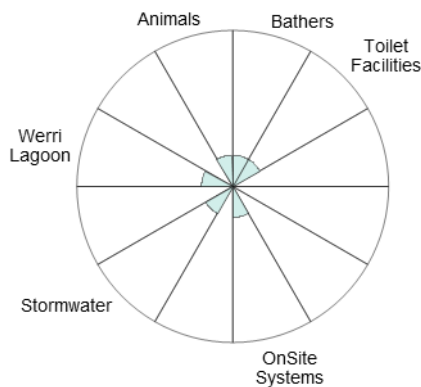 Animals
Bathers
Toilet
Facilities
Werri
Lagoon
Stormwater
OnSite
Systems